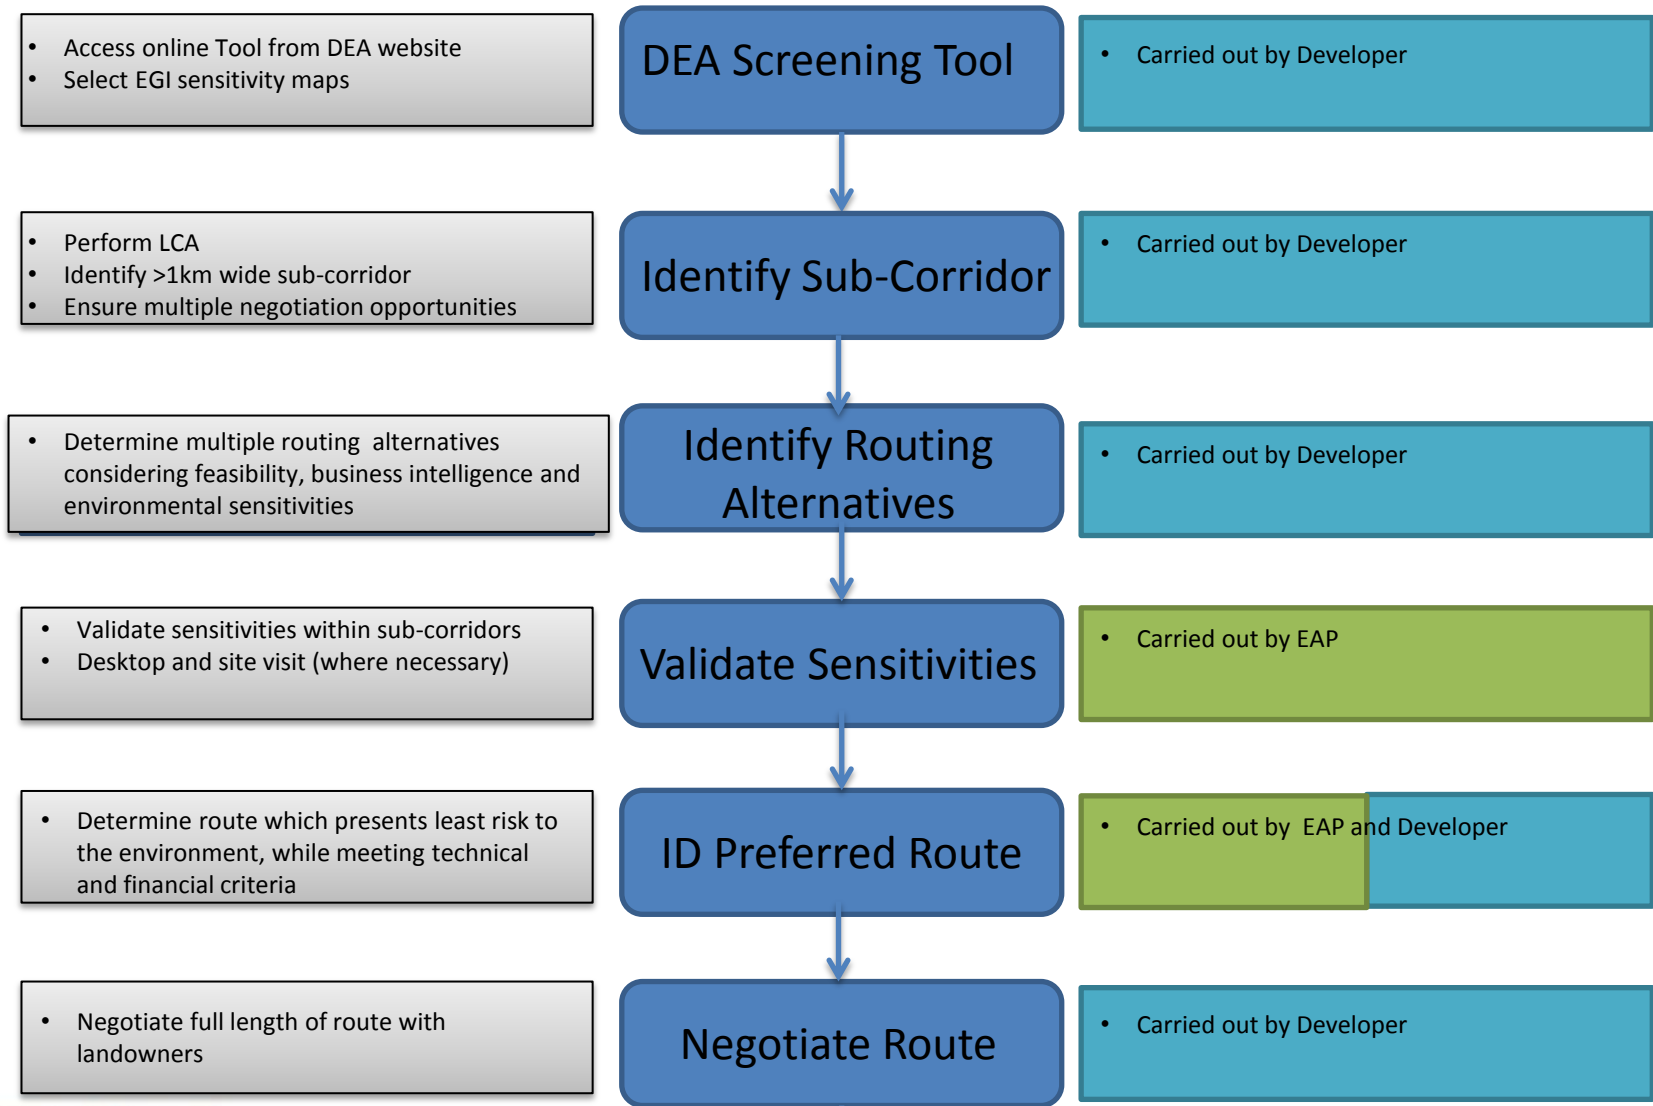 • Access online Tool from DEA website
• Select EGI sensitivity maps
DEA Screening Tool
• Carried out by Developer
• Perform LCA
• Identify >1km wide sub-corridor
• Ensure multiple negotiation opportunities
Identify Sub-Corridor
• Carried out by Developer
• Determine multiple routing alternatives
considering feasibility, business intelligence and
environmental sensitivities
Identify Routing
Alternatives
• Carried out by Developer
• Validate sensitivities within sub-corridors
• Desktop and site visit (where necessary)
Validate Sensitivities
• Carried out by EAP
• Determine route which presents least risk to
the environment, while meeting technical
and financial criteria
ID Preferred Route
• Carried out by EAP and Developer
• Negotiate full length of route with
landowners
Negotiate Route
• Carried out by Developer